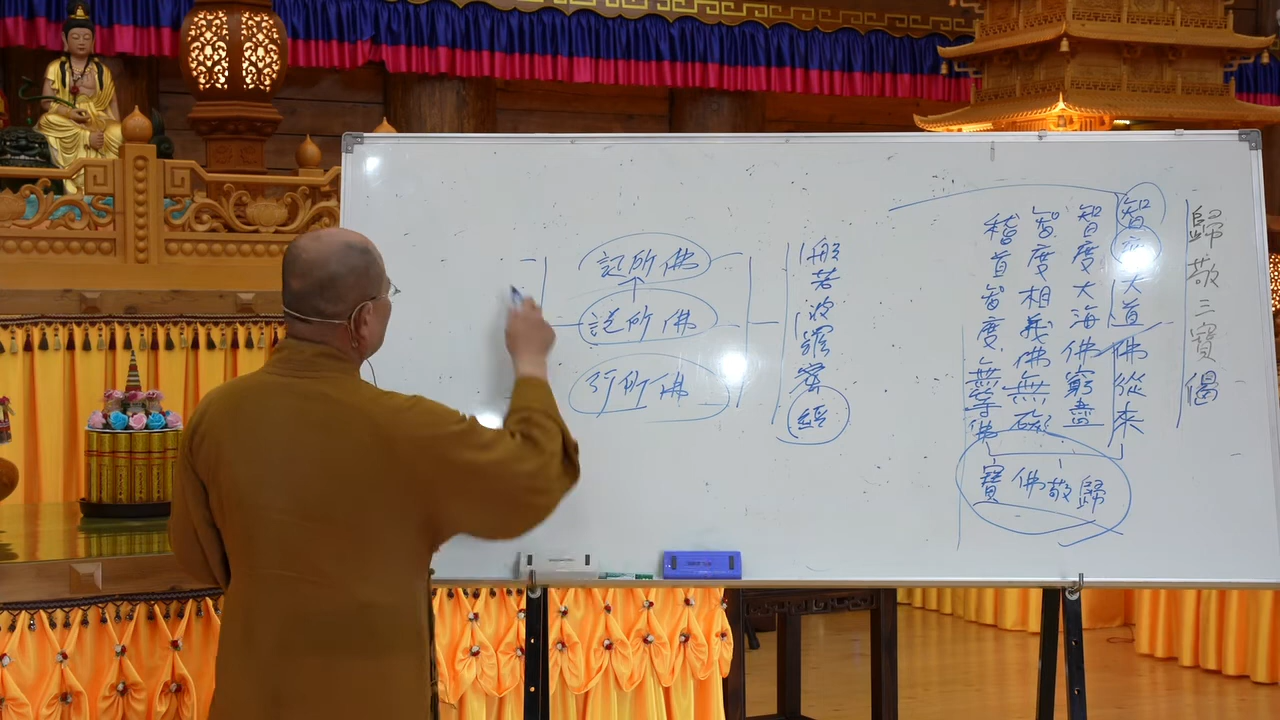 歸敬三寶偈
智度大道佛從來
智度大海佛窮盡
智度相義佛無礙
稽首智度無等佛
歸敬佛寶
般若波羅蜜經
佛所記
佛所說
佛所行